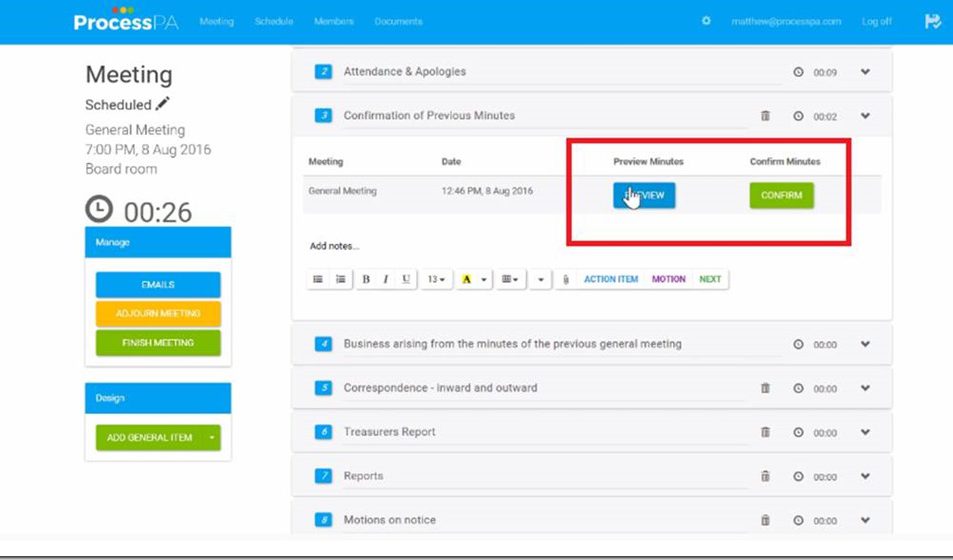 ProcessPA Meeting Schedule Members Documents matthew@processpa.com Log off
Meeting
Scheduled
General Meeting
7:00 PM, 8 Aug 2016
Board room
00:26
Manage
EMAILS
ADJOURN MEETING
FINISH MEETING
Design
ADD GENERAL ITEM
2 Attendance & Apologies 00:09
3 Confirmation of Previous Minutes 00:02
Meeting Date Preview Minutes Confirm Minutes
General Meeting 12:46 PM, 8 Aug 2016 CONFIRM
Add notes...
B I U 13 A ACTION ITEM MOTION NEXT
4 Business arising from the minutes of the previous general meeting 00:00
5 Correspondence - inward and outward 00:00
6 Treasurers Report 00:00
7 Reports 00:00
8 Motions on notice 00:00